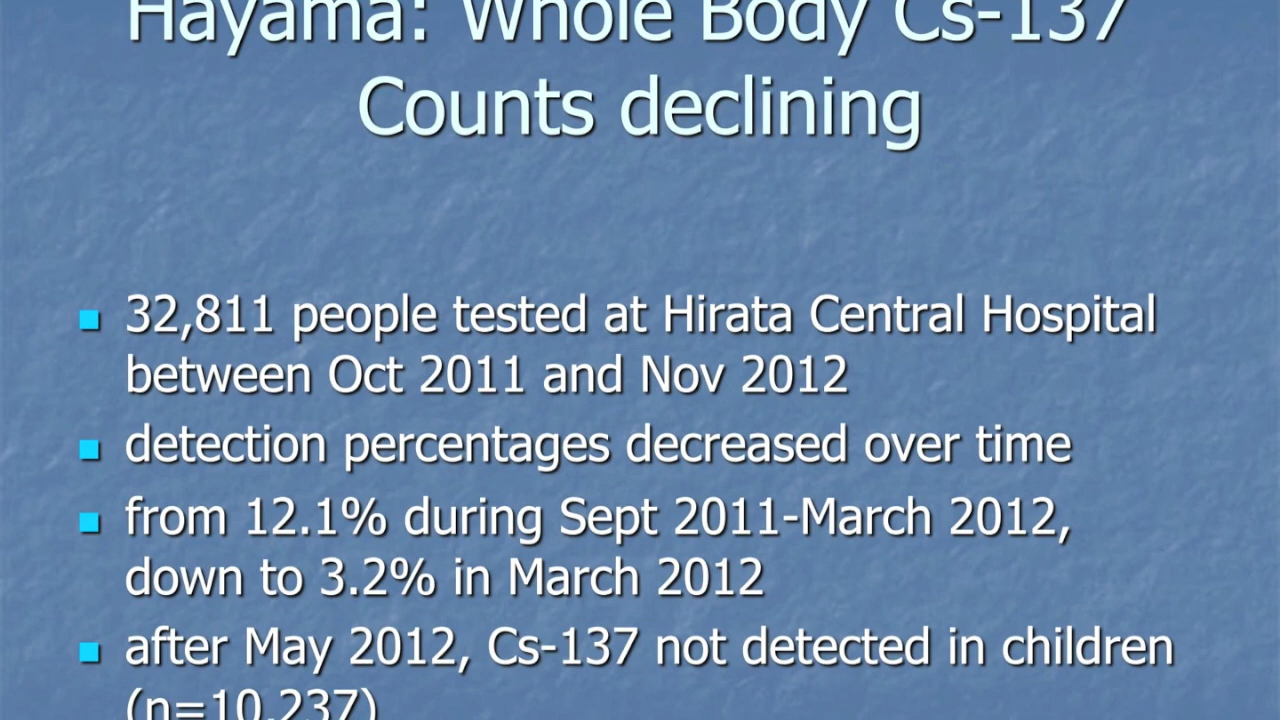 Hayama: Whole Body Cs-137
Counts declining
32,811 people tested at Hirata Central Hospital
between Oct 2011 and Nov 2012
detection percentages decreased over time
from 12.1% during Sept 2011-March 2012,
down to 3.2% in March 2012
after May 2012, Cs-137 not detected in children
(n=10,237)